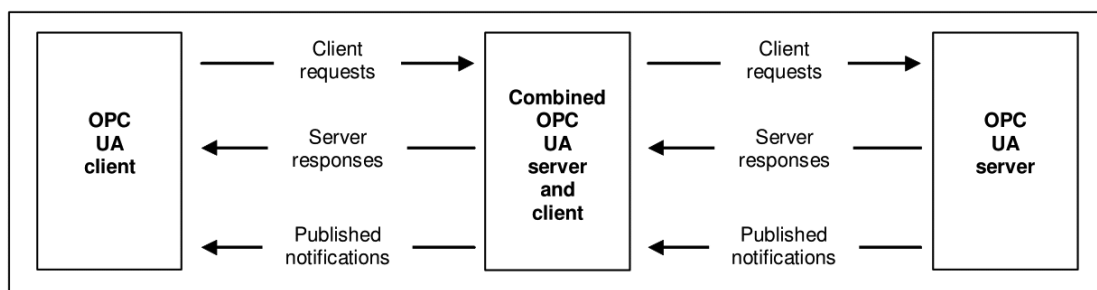 OPC
UA
client
Client
requests
Server
responses
Published
notifications
Combined
OPC
UA
server
and
client
Client
requests
Server
responses
Published
notifications
OPC
UA
server